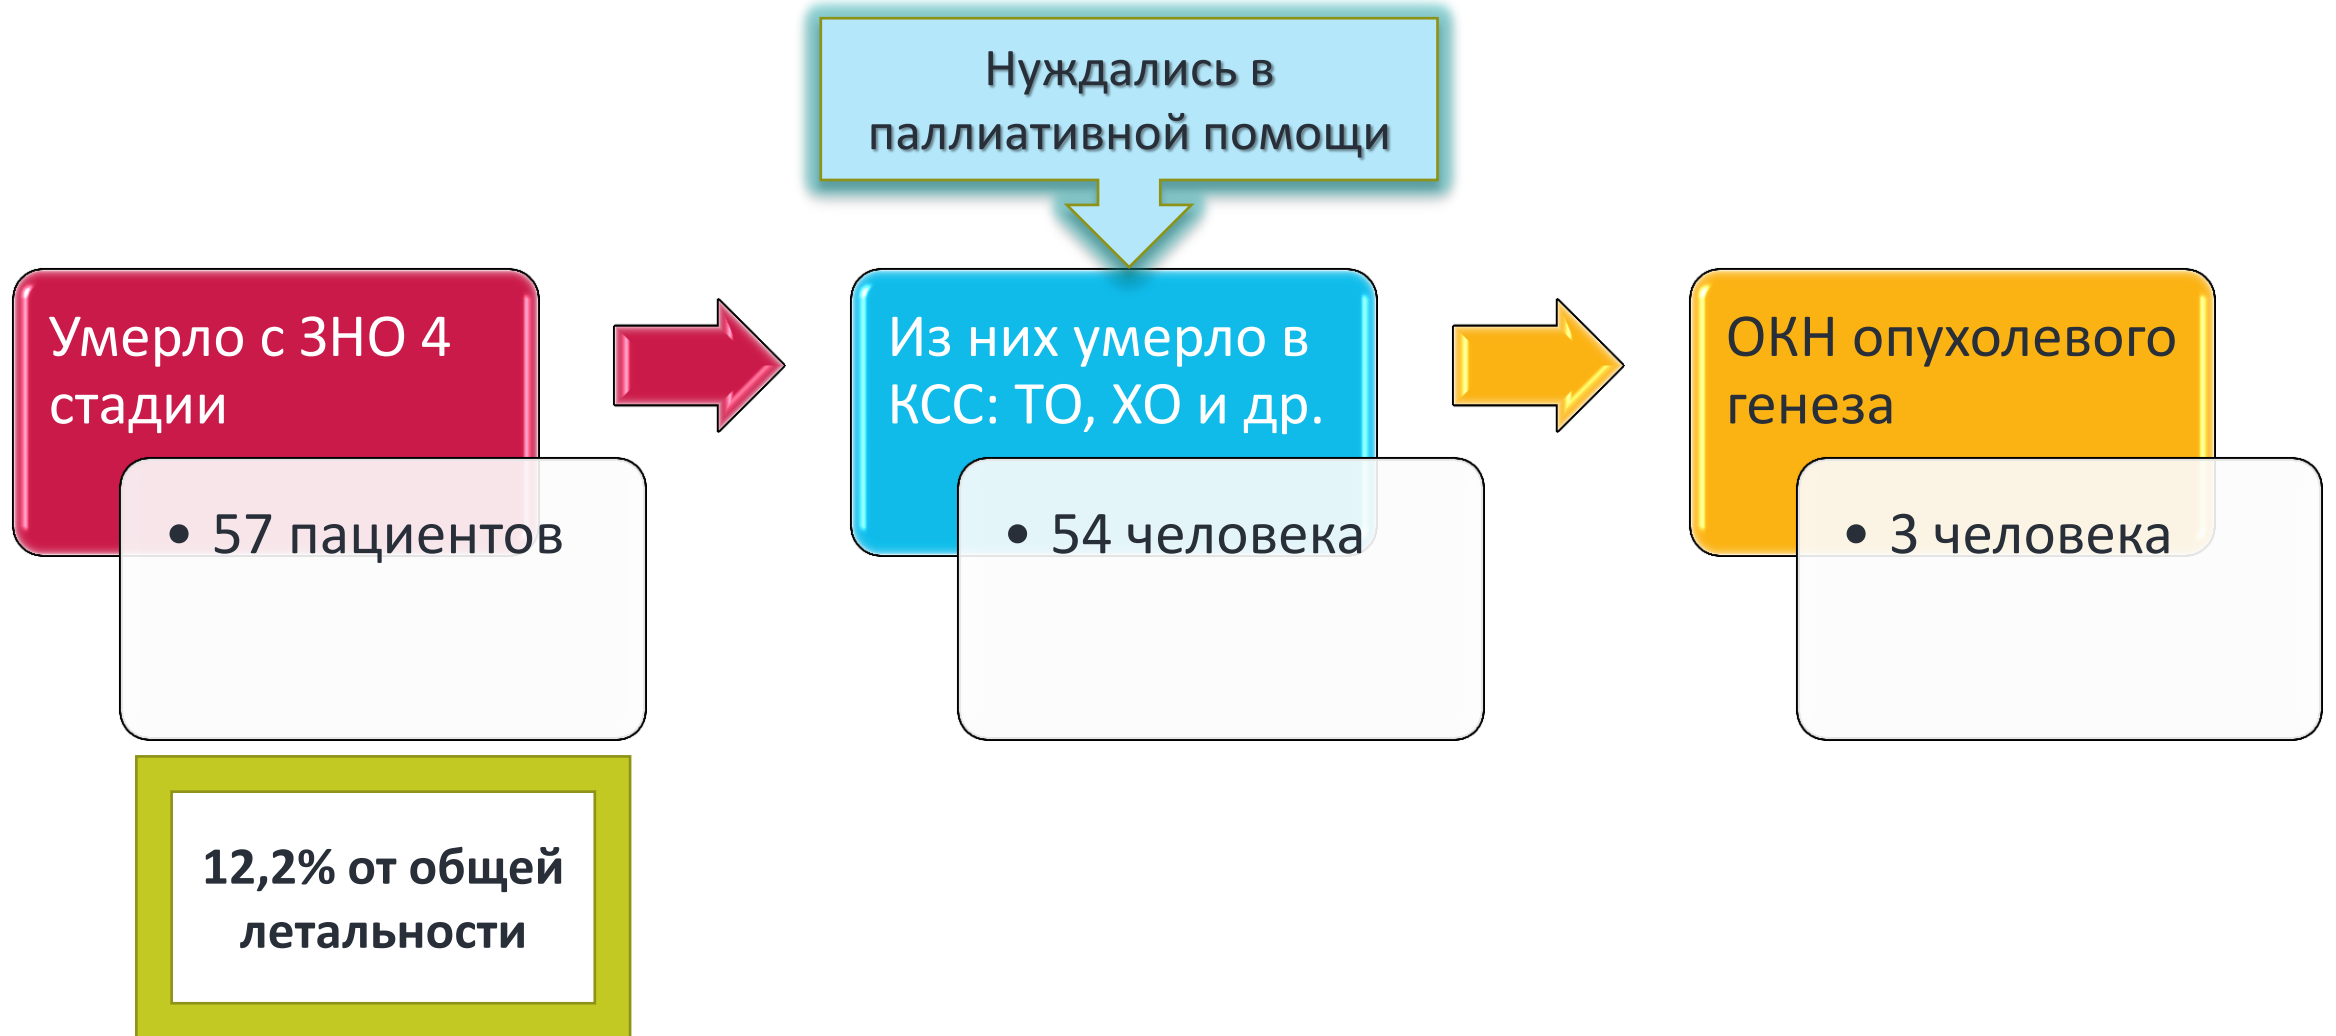 Нуждались в
паллиативной помощи
Умерло с ЗНО 4
стадии
• 57 пациентов
Из них умерло в
КСС: ТО, ХО и др.
• 54 человека
ОКН опухолевого
генеза
• 3 человека
12,2% от общей
летальности